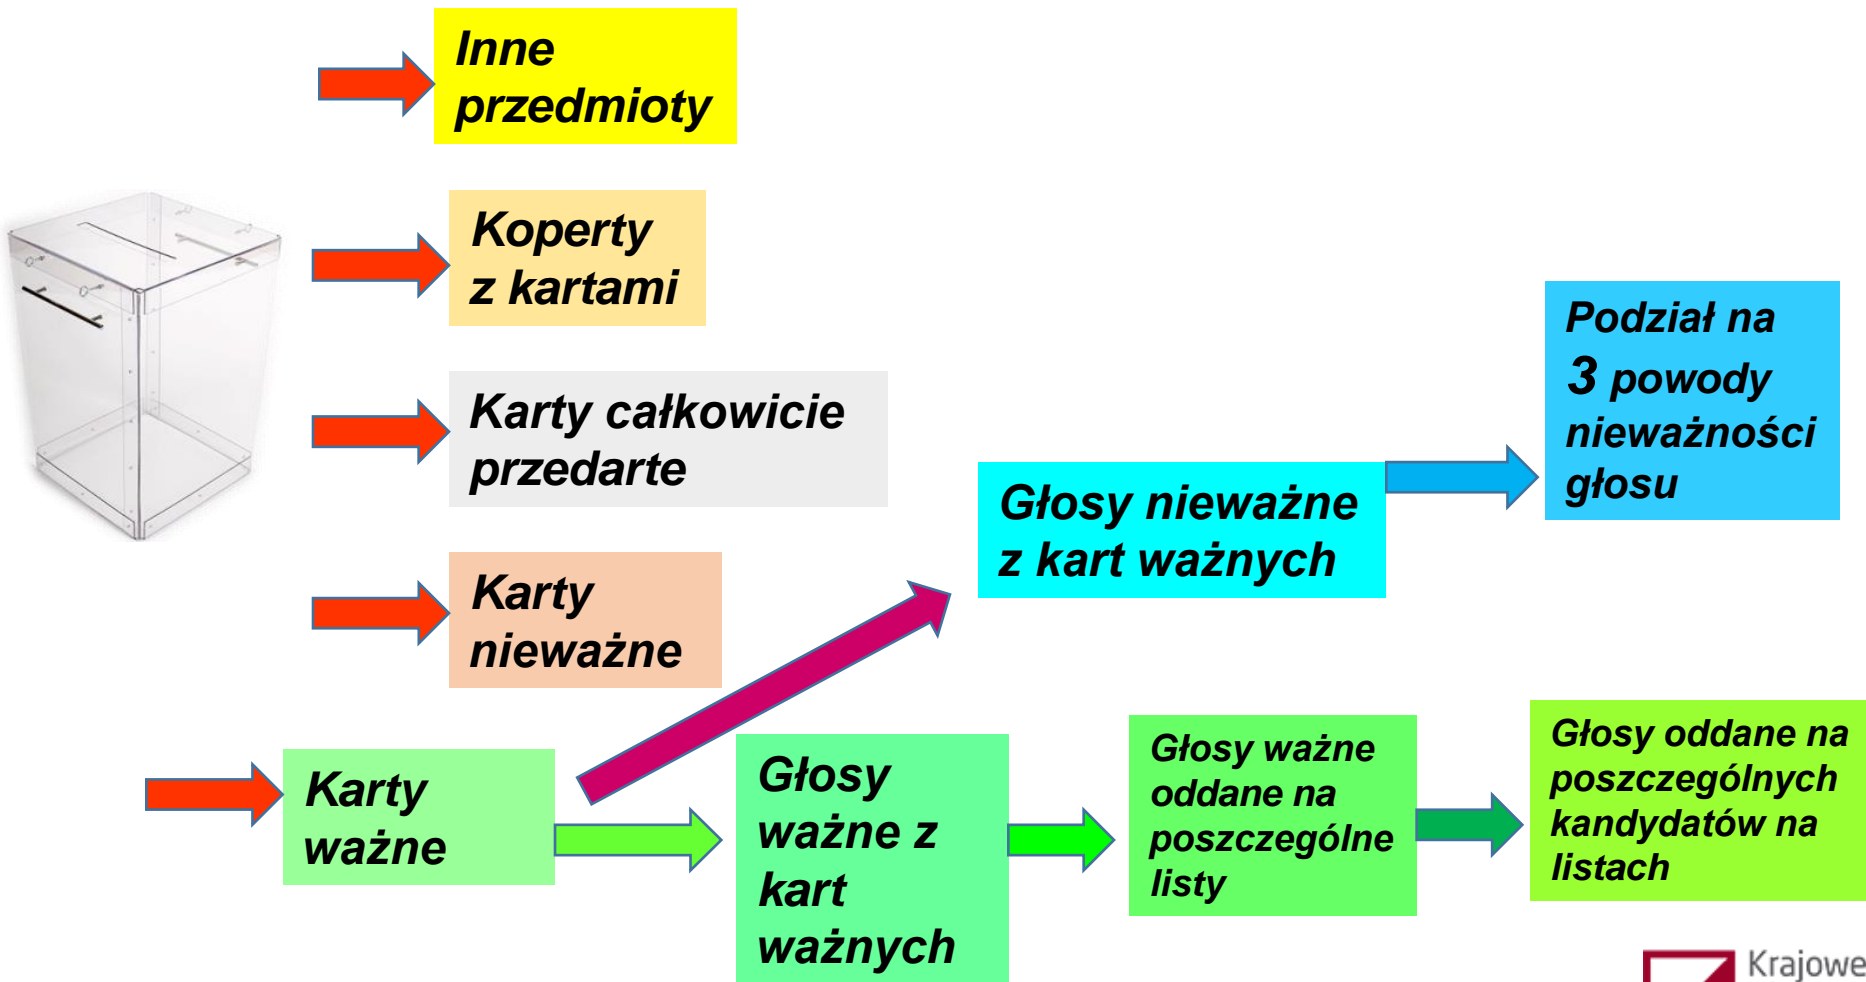 Inne
przedmioty
Koperty
z kartami
Karty całkowicie
przedarte
Karty
nieważne
Karty
ważne
Głosy nieważne
z kart ważnych
Podział na
3 powody
nieważności
głosu
Głosy
ważne z
kart
ważnych
Głosy ważne
oddane na
poszczególne
listy
Głosy oddane na
poszczególnych
kandydatów na
listach
Krajowe